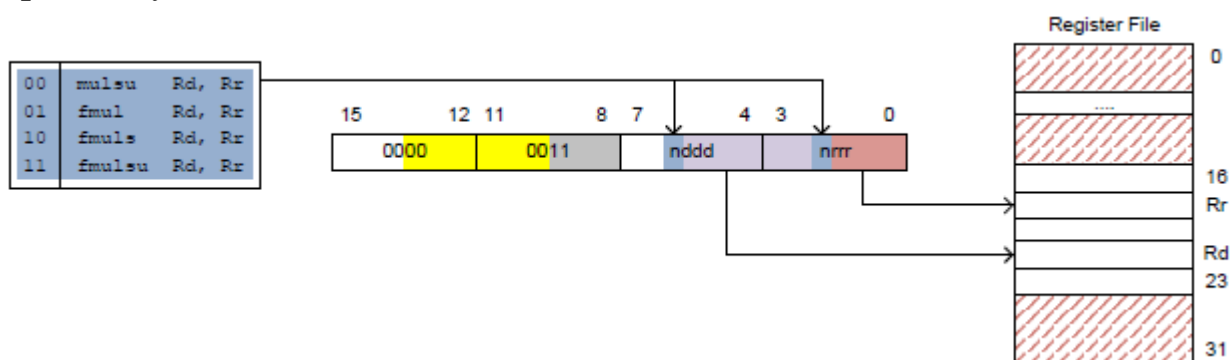 Register File
0
00 mulsu Rd, Rr
01 fmul Rd, Rr
10 fmuls Rd, Rr
11 fmulsu Rd, Rr
15 12 11 8 7 4 3 0
0000 0011 nddd nrrr
....
16
Rr
Rd
23
31